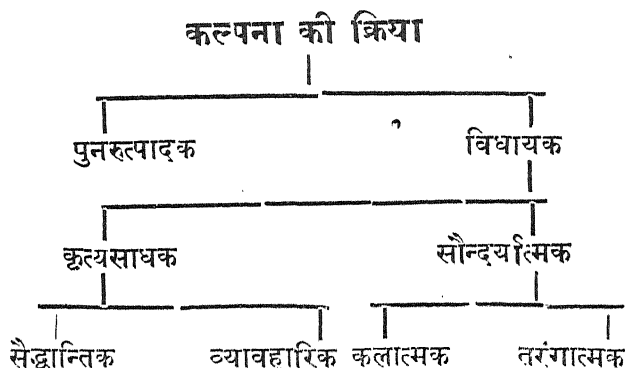 कल्पना की क्रिया
पुनरुत्पादक विधायक
कृत्यसाधक सौन्दर्यात्मक
सैद्धान्तिक व्यावहारिक कलात्मक तरंगात्मक